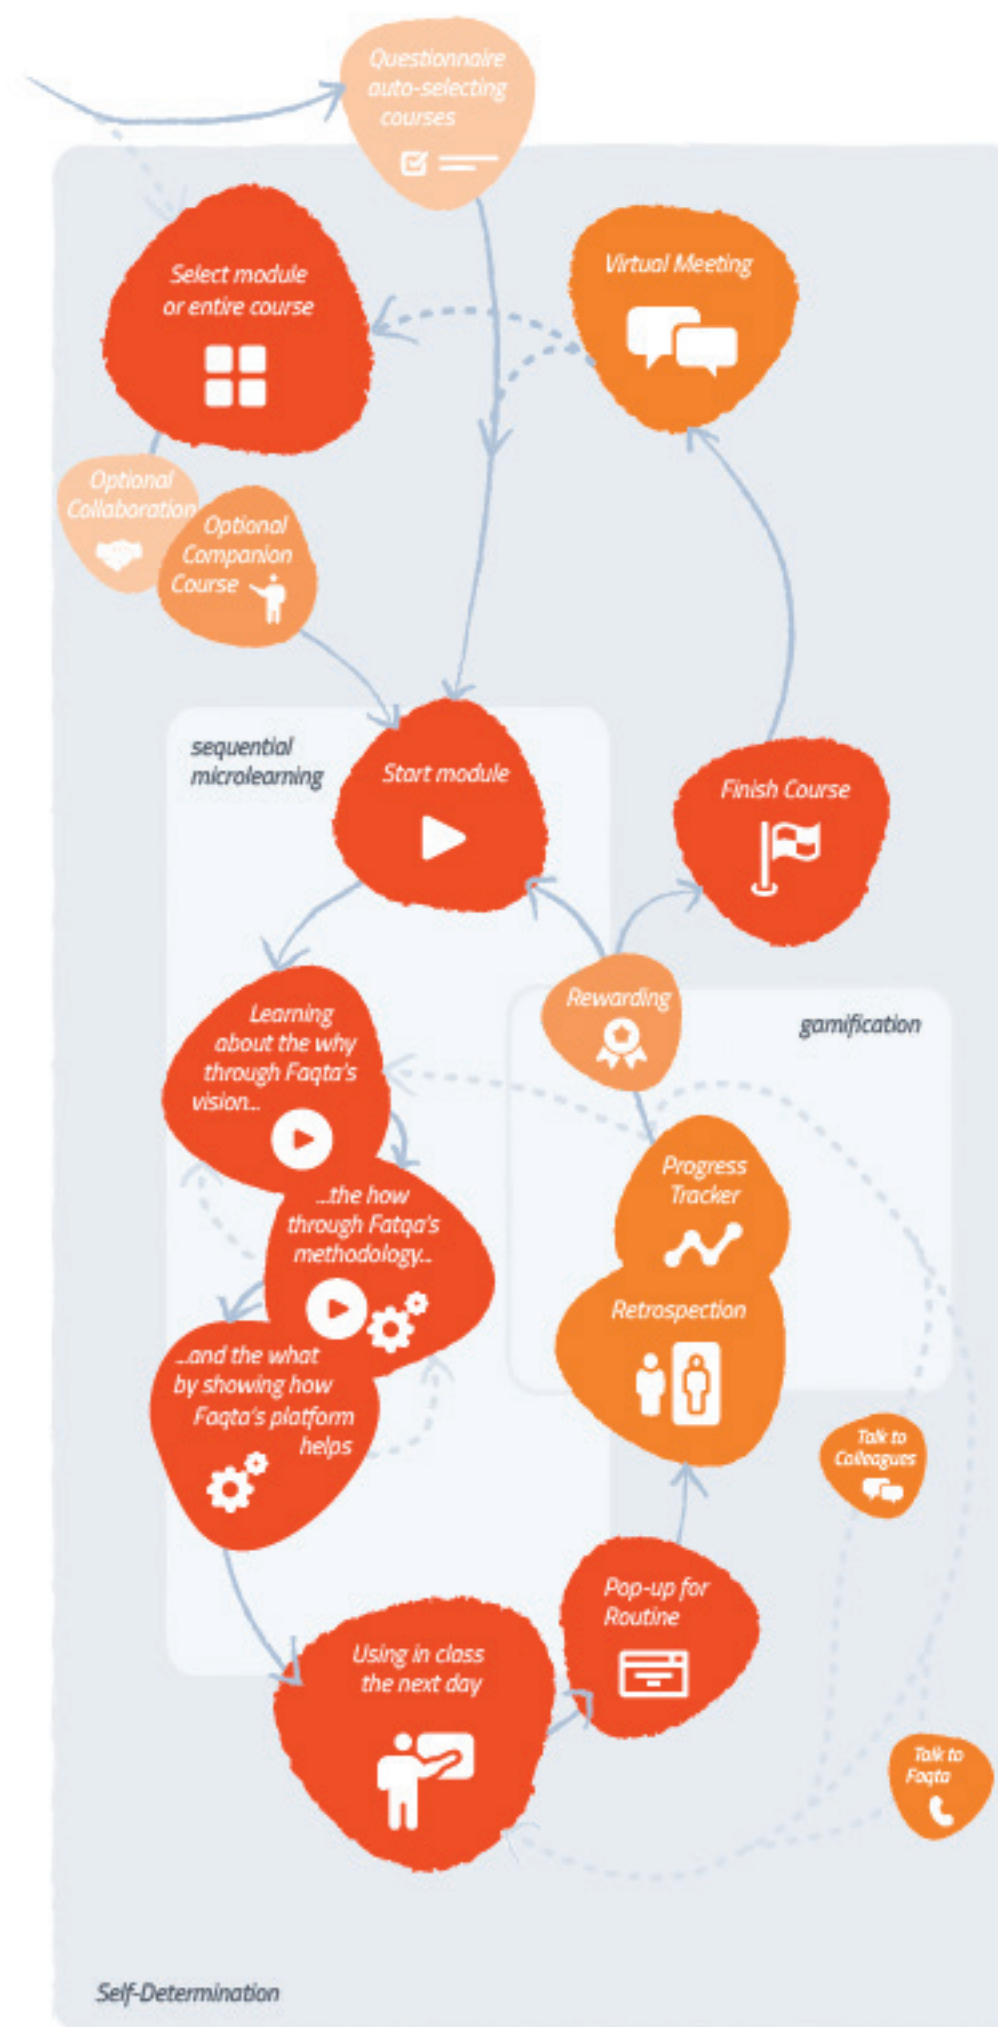 Questionnaire
auto-selecting
courses
Select module
or entire course
Virtual Meeting
Optional
Collaboration
Optional
Companion
Course
sequential
microlearning
Start module
Finish Course
Learning
about the why
through Faqta's
vision...
Rewarding
gamification
...the how
through Fatqa's
methodology...
Progress
Tracker
Retrospection
...and the what
by showing how
Faqta's platform
helps
Talk to
Colleagues
Pop-up for
Routine
Using in class
the next day
Talk to
Faqta
Self-Determination